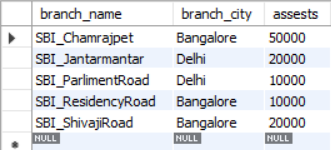 branch_name branch_city assests
SBI_Chamrajpet Bangalore 50000
SBI_Jantarmantar Delhi 20000
SBI_ParlimentRoad Delhi 10000
SBI_ResidencyRoad Bangalore 10000
SBI_ShivajiRoad Bangalore 20000
NULL NULL NULL